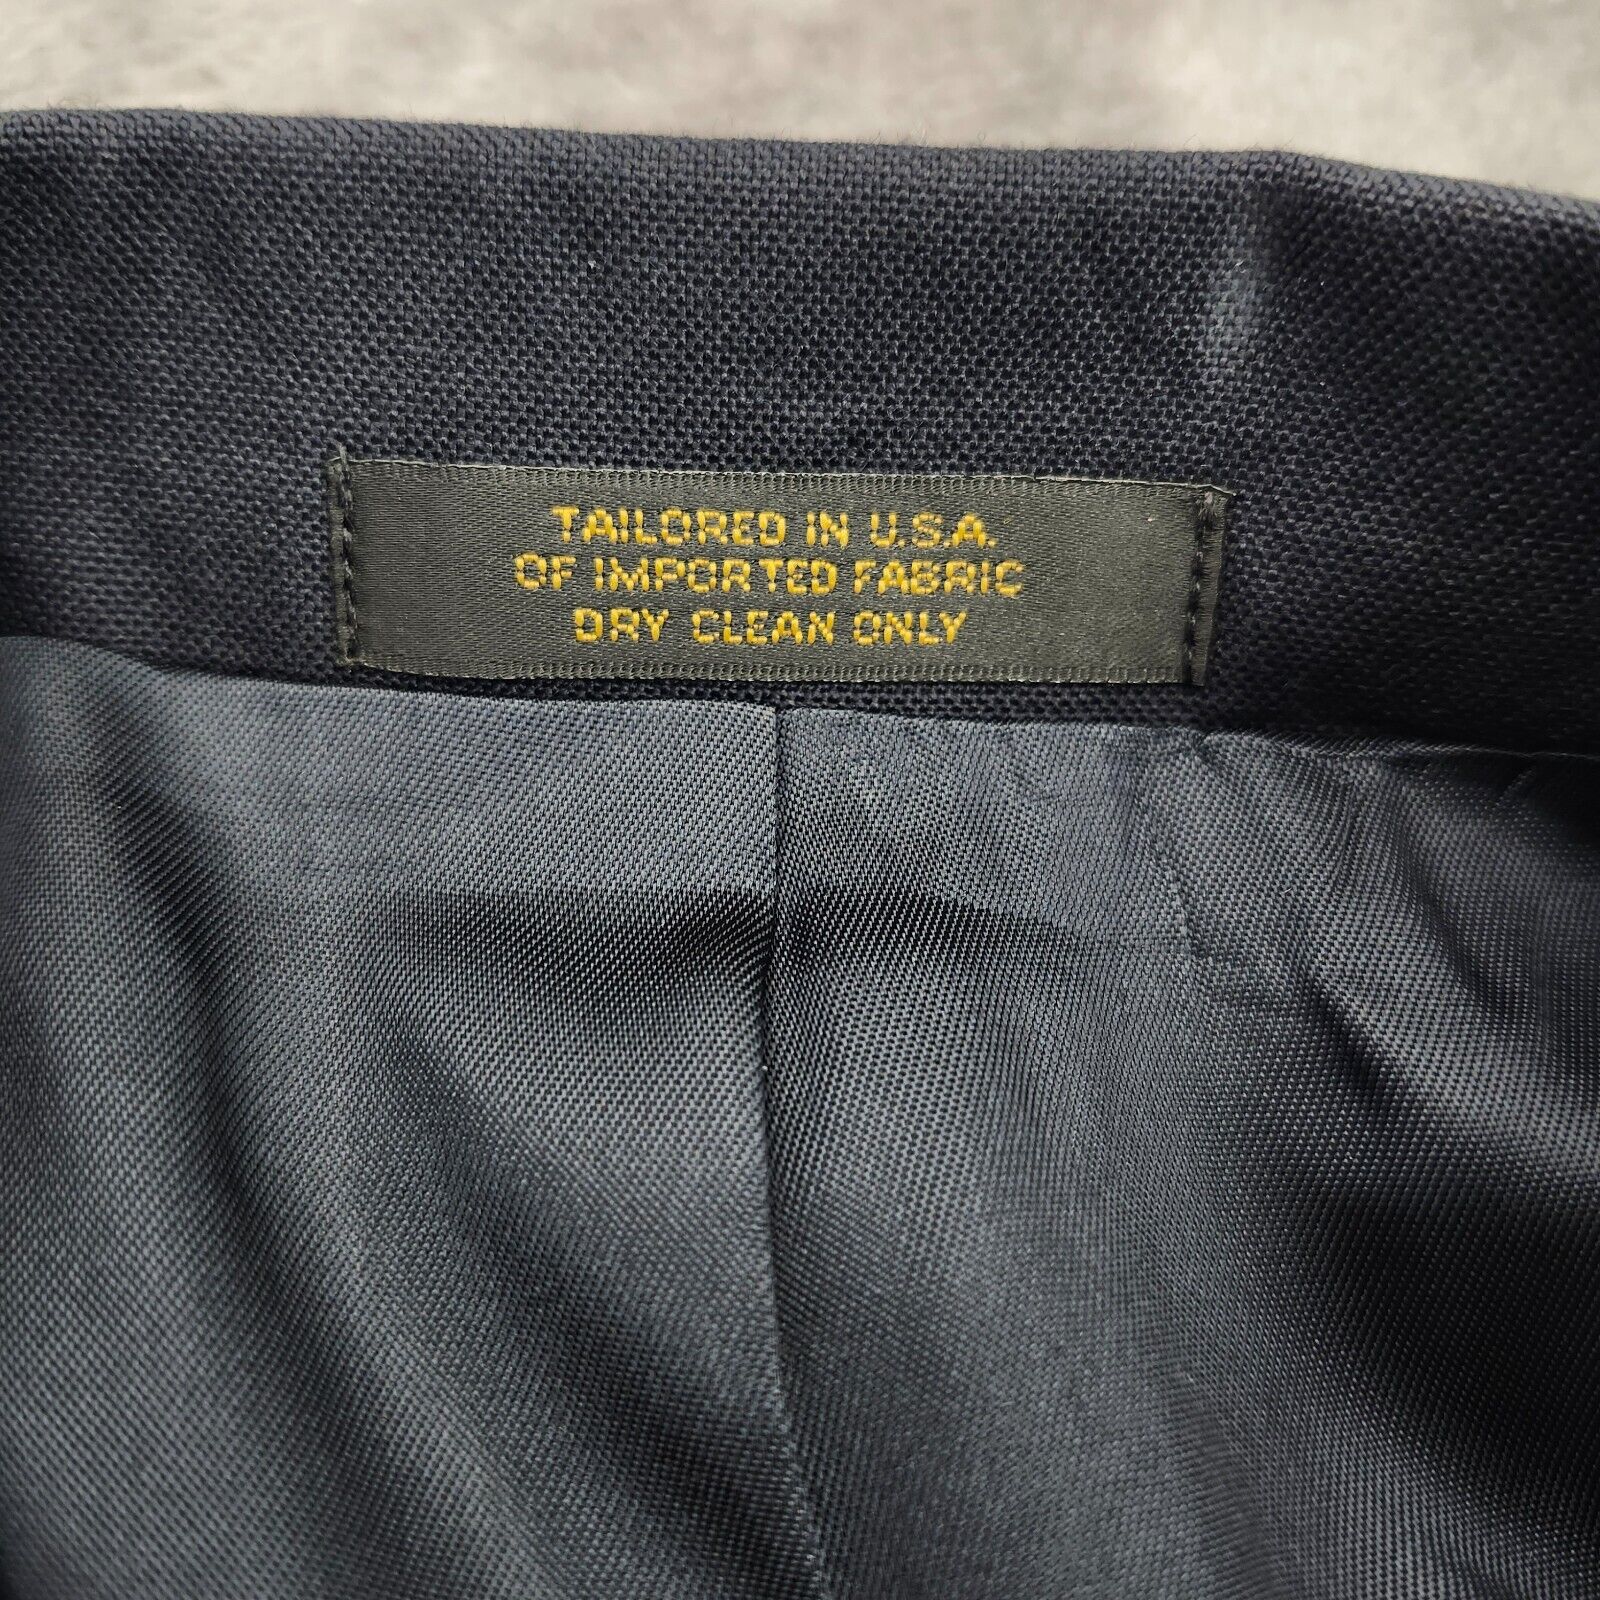 TAILORED IN U.S.A.
OF IMPORTED FABRIC
DRY CLEAN ONLY